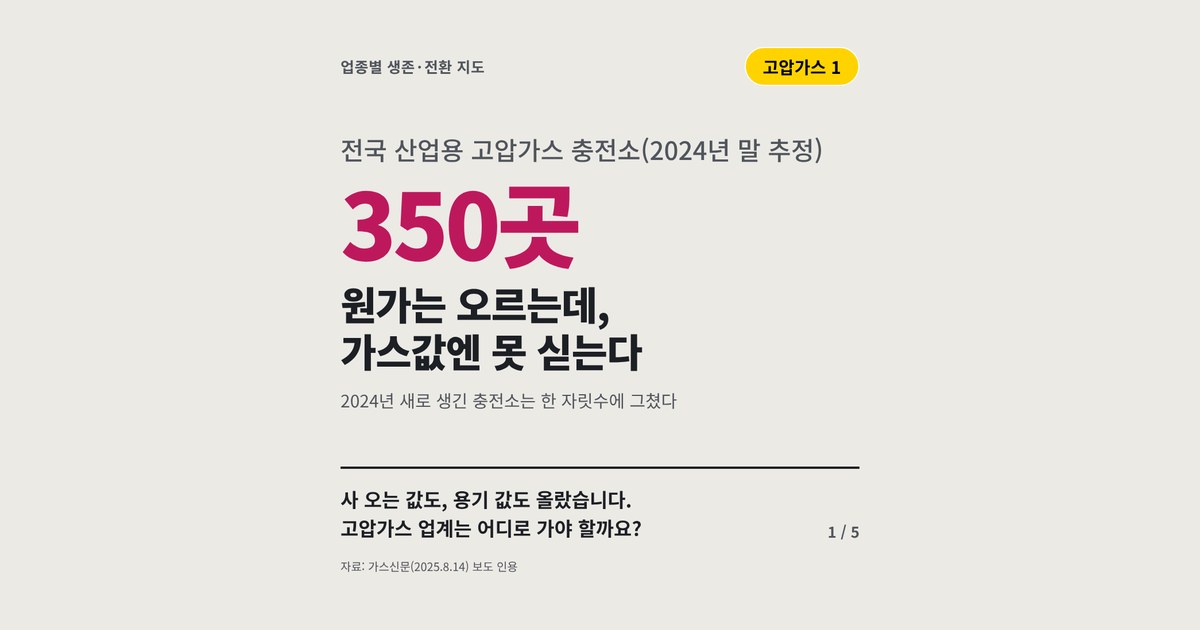 업종별 생존·전환 지도
고압가스 1
전국 산업용 고압가스 충전소(2024년 말 추정)
350곳
원가는 오르는데,
가스값엔 못 싣는다
2024년 새로 생긴 충전소는 한 자릿수에 그쳤다
사 오는 값도, 용기 값도 올랐습니다.
고압가스 업계는 어디로 가야 할까요?
1 / 5
자료: 가스신문(2025.8.14) 보도 인용